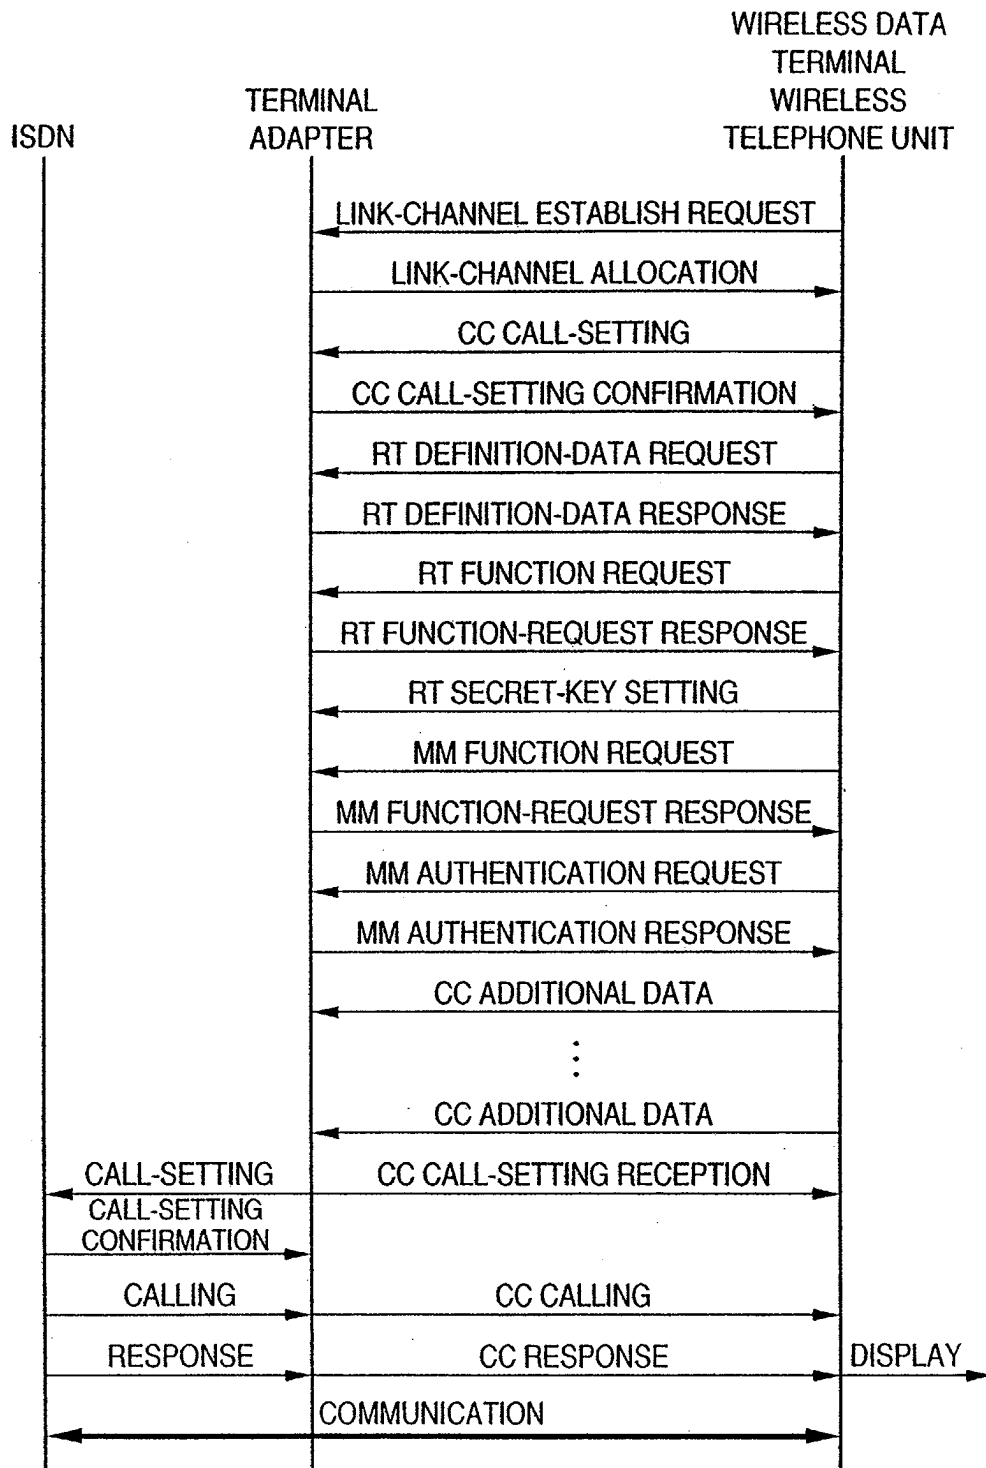 WIRELESS DATA
TERMINAL
WIRELESS
TELEPHONE UNIT
TERMINAL
ADAPTER
ISDN
LINK-CHANNEL ESTABLISH REQUEST
LINK-CHANNEL ALLOCATION
CC CALL-SETTING
CC CALL-SETTING CONFIRMATION
RT DEFINITION-DATA REQUEST
RT DEFINITION-DATA RESPONSE
RT FUNCTION REQUEST
RT FUNCTION-REQUEST RESPONSE
RT SECRET-KEY SETTING
MM FUNCTION REQUEST
MM FUNCTION-REQUEST RESPONSE
MM AUTHENTICATION REQUEST
MM AUTHENTICATION RESPONSE
CC ADDITIONAL DATA
CC ADDITIONAL DATA
CALL-SETTING
CC CALL-SETTING RECEPTION
CALL-SETTING
CONFIRMATION
CALLING
CC CALLING
RESPONSE
CC RESPONSE
DISPLAY
COMMUNICATION